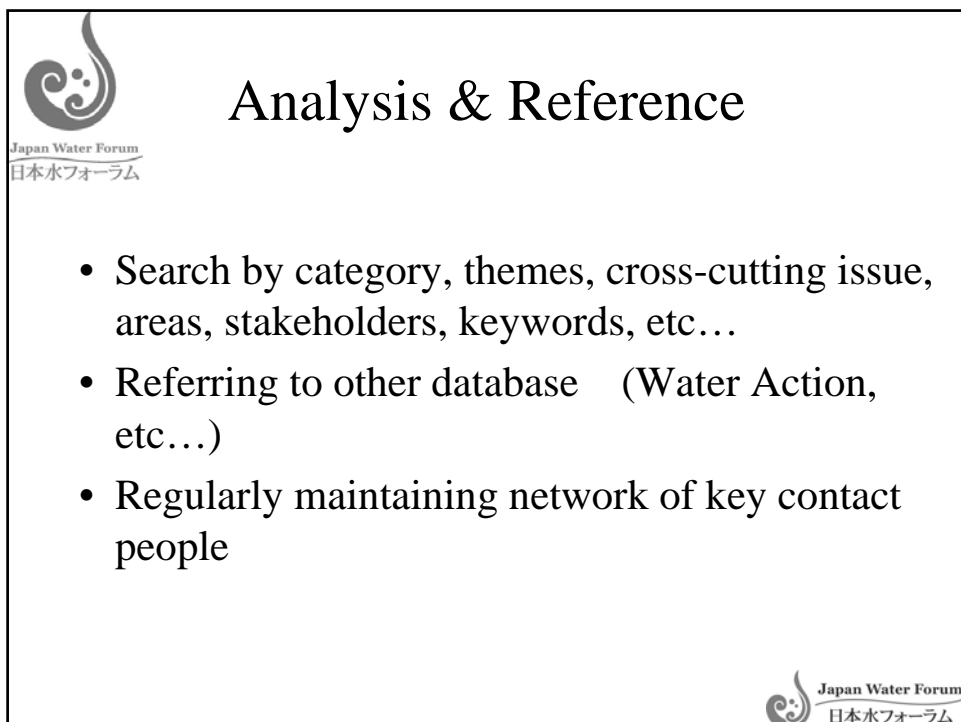 Japan Water Forum
日本水フォーラム
Analysis & Reference
• Search by category, themes, cross-cutting issue,
areas, stakeholders, keywords, etc…
• Referring to other database (Water Action,
etc…)
• Regularly maintaining network of key contact
people
Japan Water Forum
日本水フォーラム